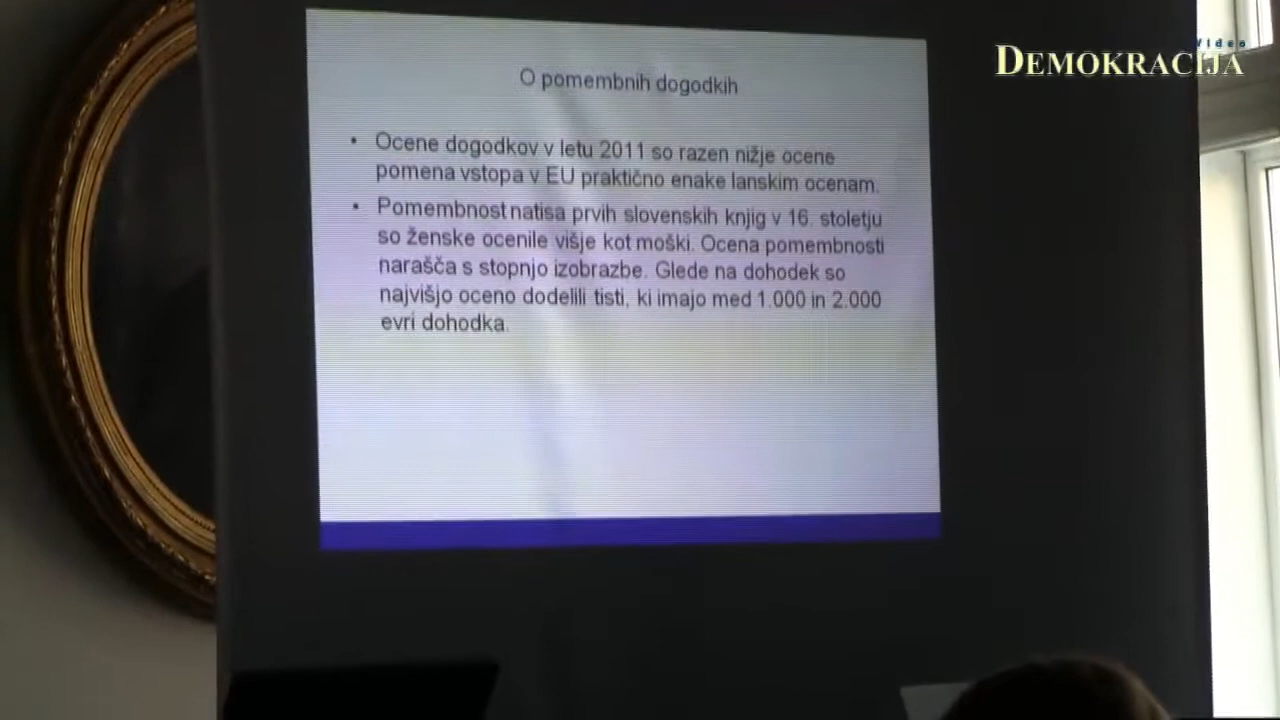 Video
DEMOKRACIJA
O pomembnih dogodkih
• Ocene dogodkov v letu 2011 so razen nižje ocene
pomena vstopa v EU praktično enake lanskim ocenam.
• Pomembnost natisa prvih slovenskih knjig v 16. stoletju
so ženske ocenile višje kot moški. Ocena pomembnosti
narašča s stopnjo izobrazbe. Glede na dohodek so
najvišjo oceno dodelili tisti, ki imajo med 1.000 in 2.000
evri dohodka.